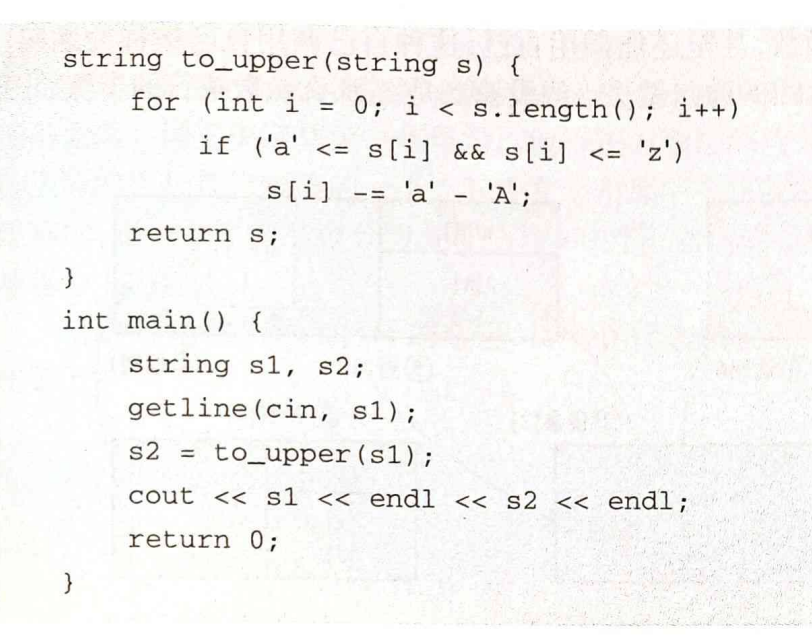 string to_upper(string s) {
    for (int i = 0; i < s.length(); i++)
        if ('a' <= s[i] && s[i] <= 'z')
            s[i] -= 'a' - 'A';
    return s;
}
int main() {
    string s1, s2;
    getline(cin, s1);
    s2 = to_upper(s1);
    cout << s1 << endl << s2 << endl;
    return 0;
}